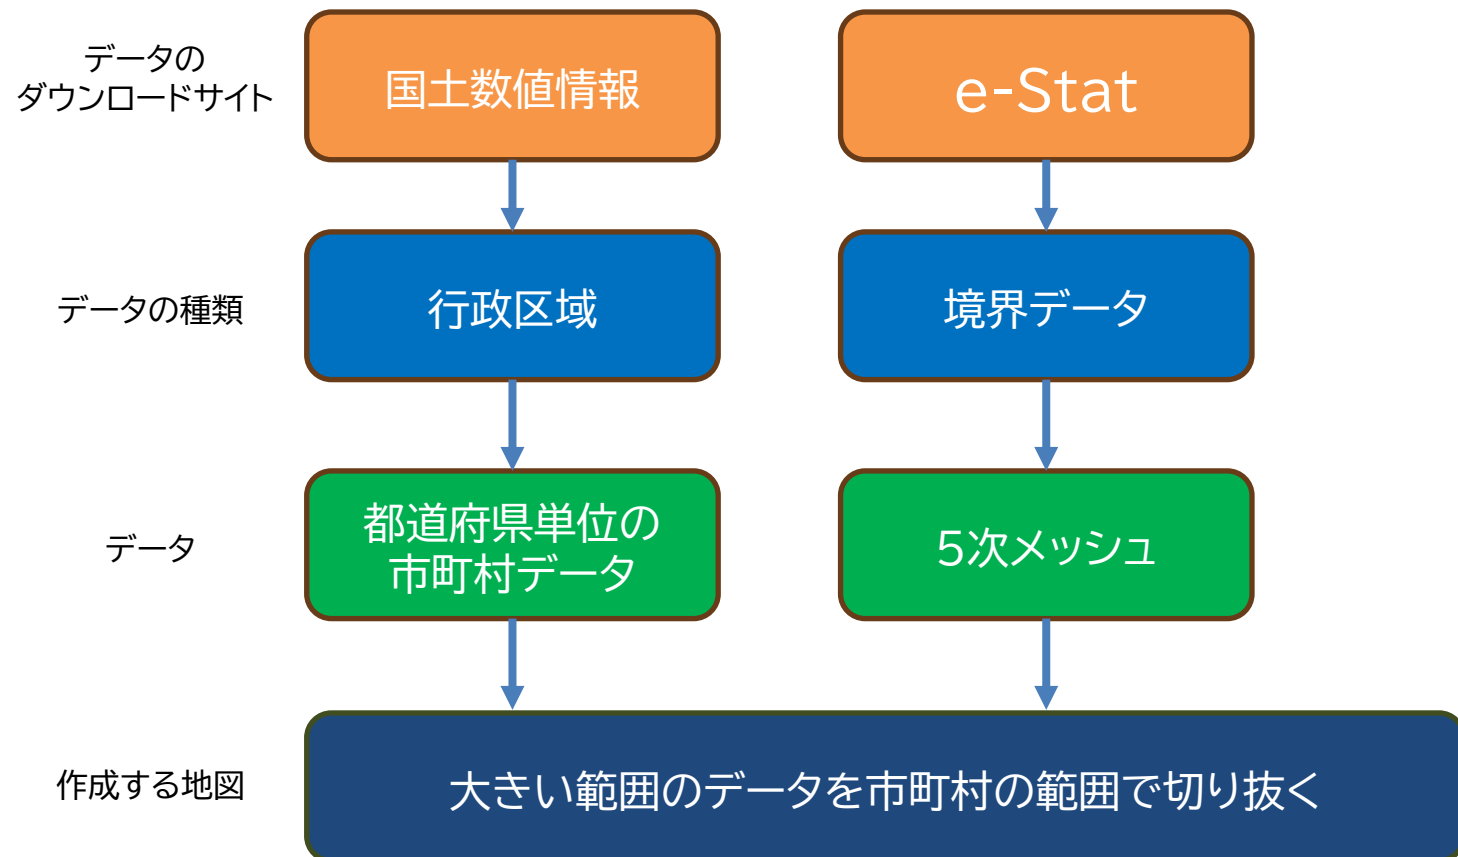 データの
ダウンロードサイト
国土数値情報
e-Stat
データの種類
行政区域
境界データ
データ
都道府県単位の
市町村データ
5次メッシュ
作成する地図
大きい範囲のデータを市町村の範囲で切り抜く